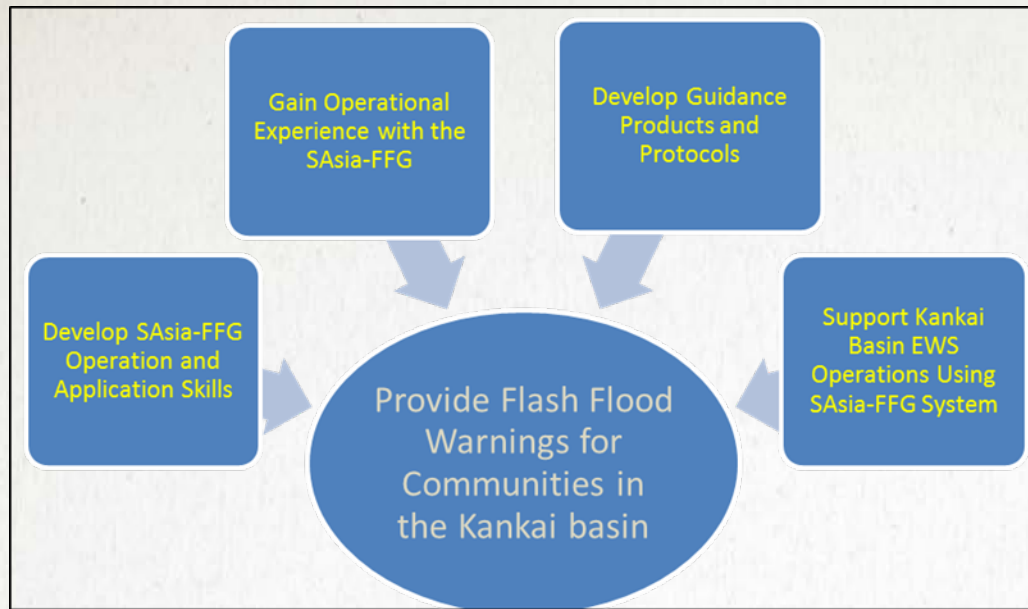 Gain Operational
Experience with the
SAsia-FFG
Develop Guidance
Products and
Protocols
Develop SAsia-FFG
Operation and
Application Skills
Support Kankai
Basin EWS
Operations Using
SAsia-FFG System
Provide Flash Flood
Warnings for
Communities in
the Kankai basin